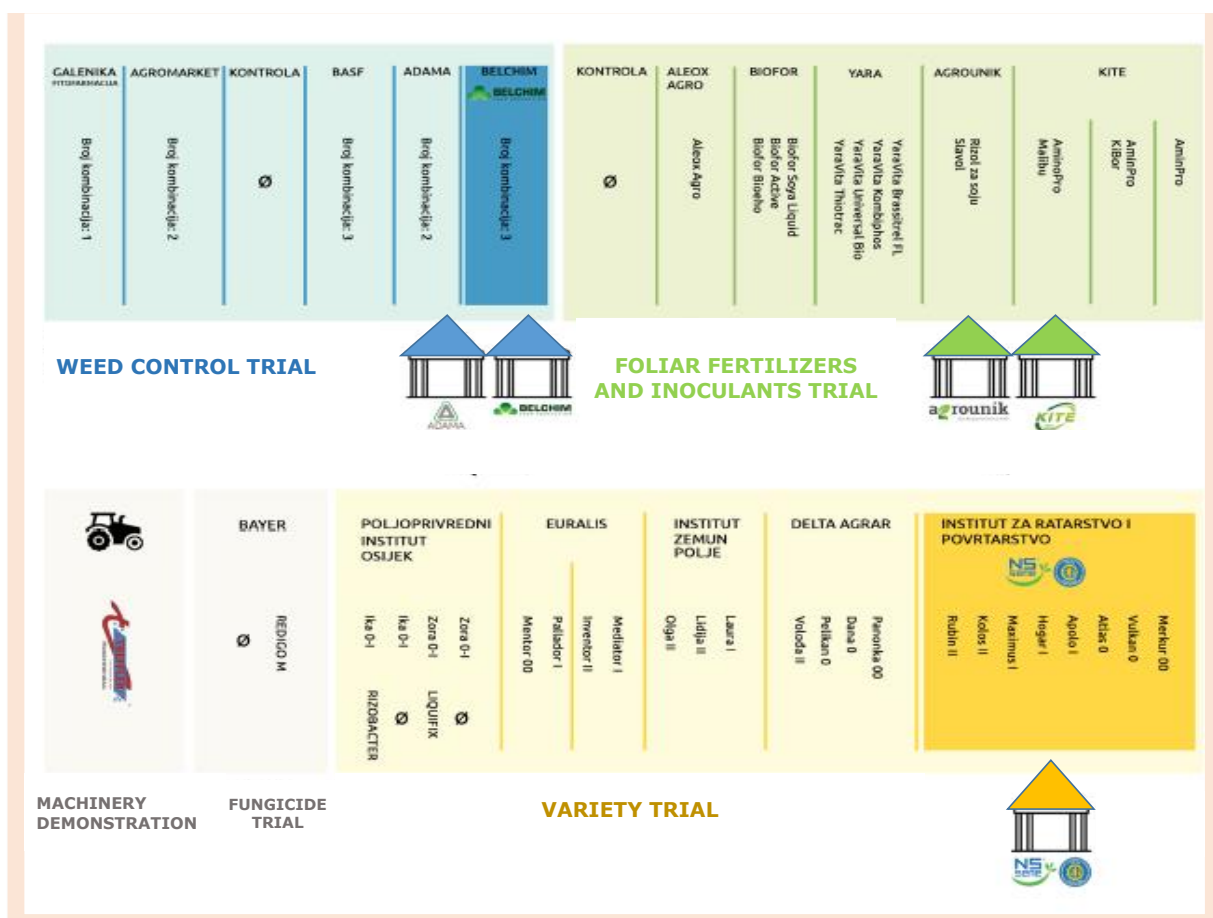 GALENIKA
FITOFARMACIJA
Broj kombinacija: 1
AGROMARKET
Broj kombinacija: 2
KONTROLA
Ø
BASF
Broj kombinacija: 3
ADAMA
Broj kombinacija: 2
BELCHIM
BELCHIM
Broj kombinacija: 3
KONTROLA
Ø
ALEOX
AGRO
Aleox Agro
BIOFOR
Biofor Soya Liquid
Biofor Active
Biofor Bioeho
YARA
YaraVita Brassitrel FL
YaraVita Kombiphos
YaraVita Universal Bio
YaraVita Thiotrac
AGROUNIK
Rizol za soju
Slavol
KITE
AminoPro
Malibu
AminPro
KiBor
AminPro
WEED CONTROL TRIAL
ADAMA
BELCHIM
FOLIAR FERTILIZERS
AND INOCULANTS TRIAL
agrounik
KITE
BAYER
Ø
REDIGO M
POLJOPRIVREDNI
INSTITUT
OSIJEK
Ika 0-I
RIZOBACTER
Ika 0-I
Ø
Zora 0-I
LIQUIFIX
Zora 0-I
Ø
EURALIS
Mentor 00
Pallador I
Inventor II
Mediator I
INSTITUT
ZEMUN
POLJE
Olga II
Lidija II
Laura I
DELTA AGRAR
Voloda II
Pelikan 0
Dana 0
Panonka 00
INSTITUT ZA RATARSTVO I
POVRTARSTVO
NS
seme
Rubin II
Kolos II
Maximus I
Hogar I
Apolo I
Atlas 0
Vulkan 0
Merkur 00
MACHINERY
DEMONSTRATION
FUNGICIDE
TRIAL
VARIETY TRIAL
NS
seme